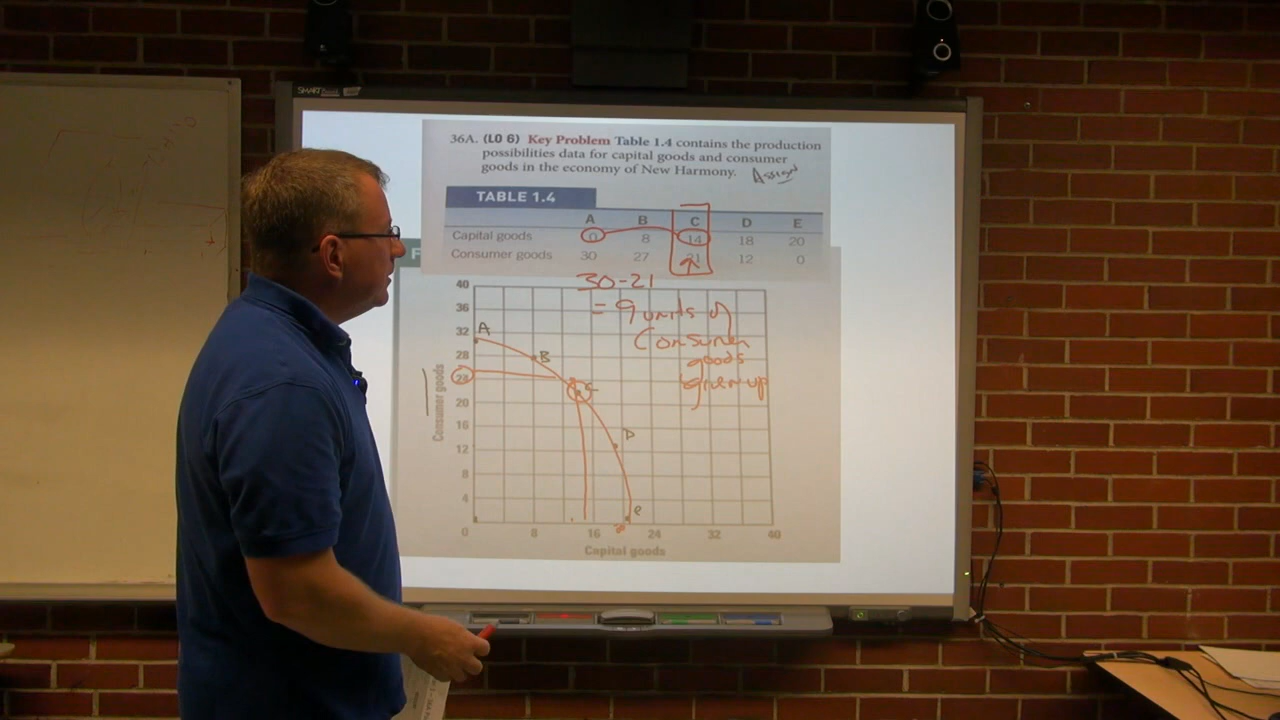 SMART
36A. (LO 6) Key Problem Table 1.4 contains the production
possibilities data for capital goods and consumer
goods in the economy of New Harmony. Assign
TABLE 1.4
A B C D E
Capital goods 0 8 14 18 20
Consumer goods 30 27 21 12 0
30-21
= 9 units of
Consumer
goods
given up
40
36
32
28
24
20
16
12
8
4
0
8 16 24 32 40
Consumer goods
Capital goods
A
B
C
D
e